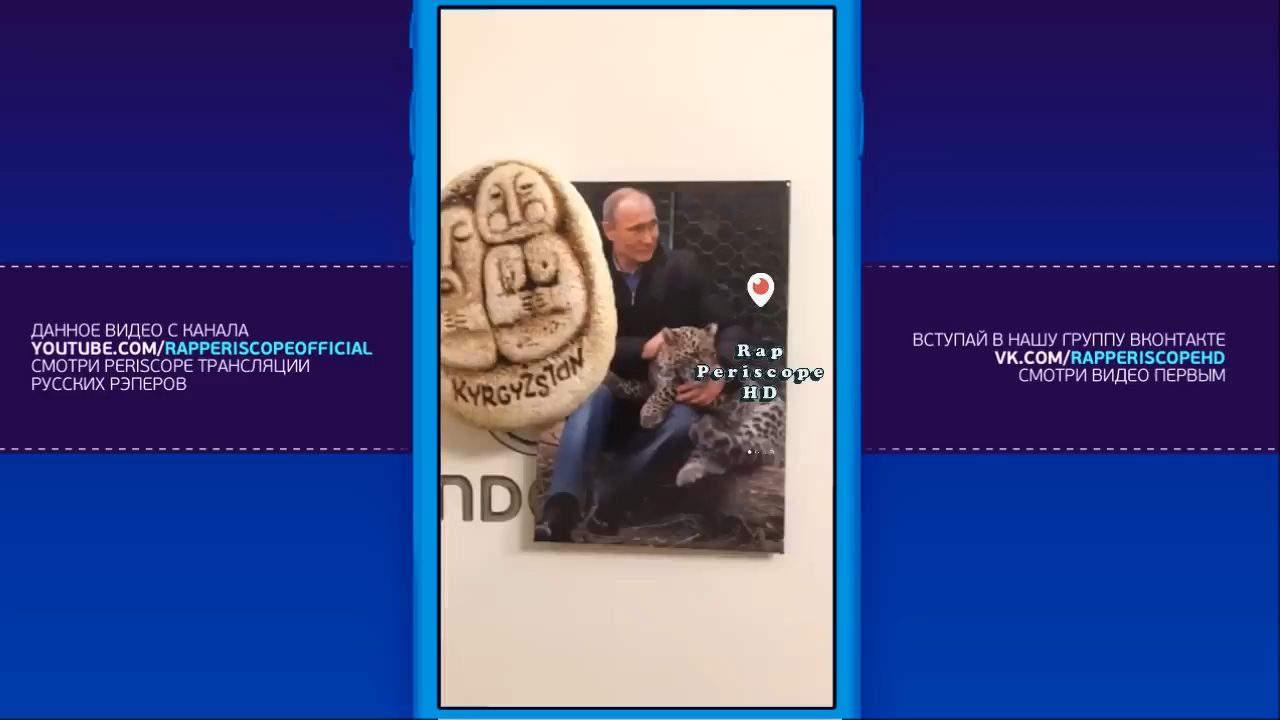 ДАННОЕ ВИДЕО С КАНАЛА
YOUTUBE.COM/RAPPERISCOPEOFFICIAL
СМОТРИ PERISCOPE ТРАНСЛЯЦИИ
РУССКИХ РЭПЕРОВ
KYRGYZSTAN
Rap
Periscope
HD
ВСТУПАЙ В НАШУ ГРУППУ ВКОНТАКТЕ
VK.COM/RAPPERISCOPEHD
СМОТРИ ВИДЕО ПЕРВЫМ